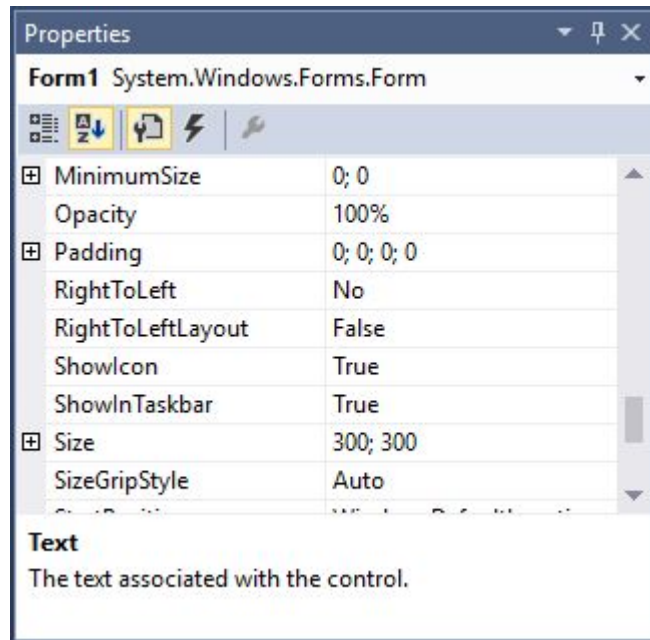 Properties
Form1 System.Windows.Forms.Form
MinimumSize 0; 0
Opacity 100%
Padding 0; 0; 0; 0
RightToLeft No
RightToLeftLayout False
ShowIcon True
ShowInTaskbar True
Size 300; 300
SizeGripStyle Auto
Text
The text associated with the control.